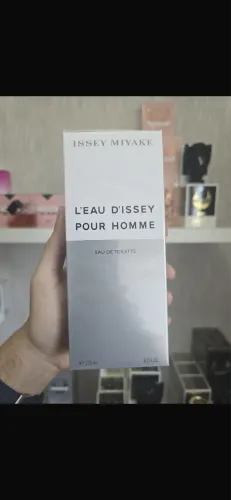 ISSEY MIYAKE
L'EAU D'ISSEY
POUR HOMME
EAU DE TOILETTE